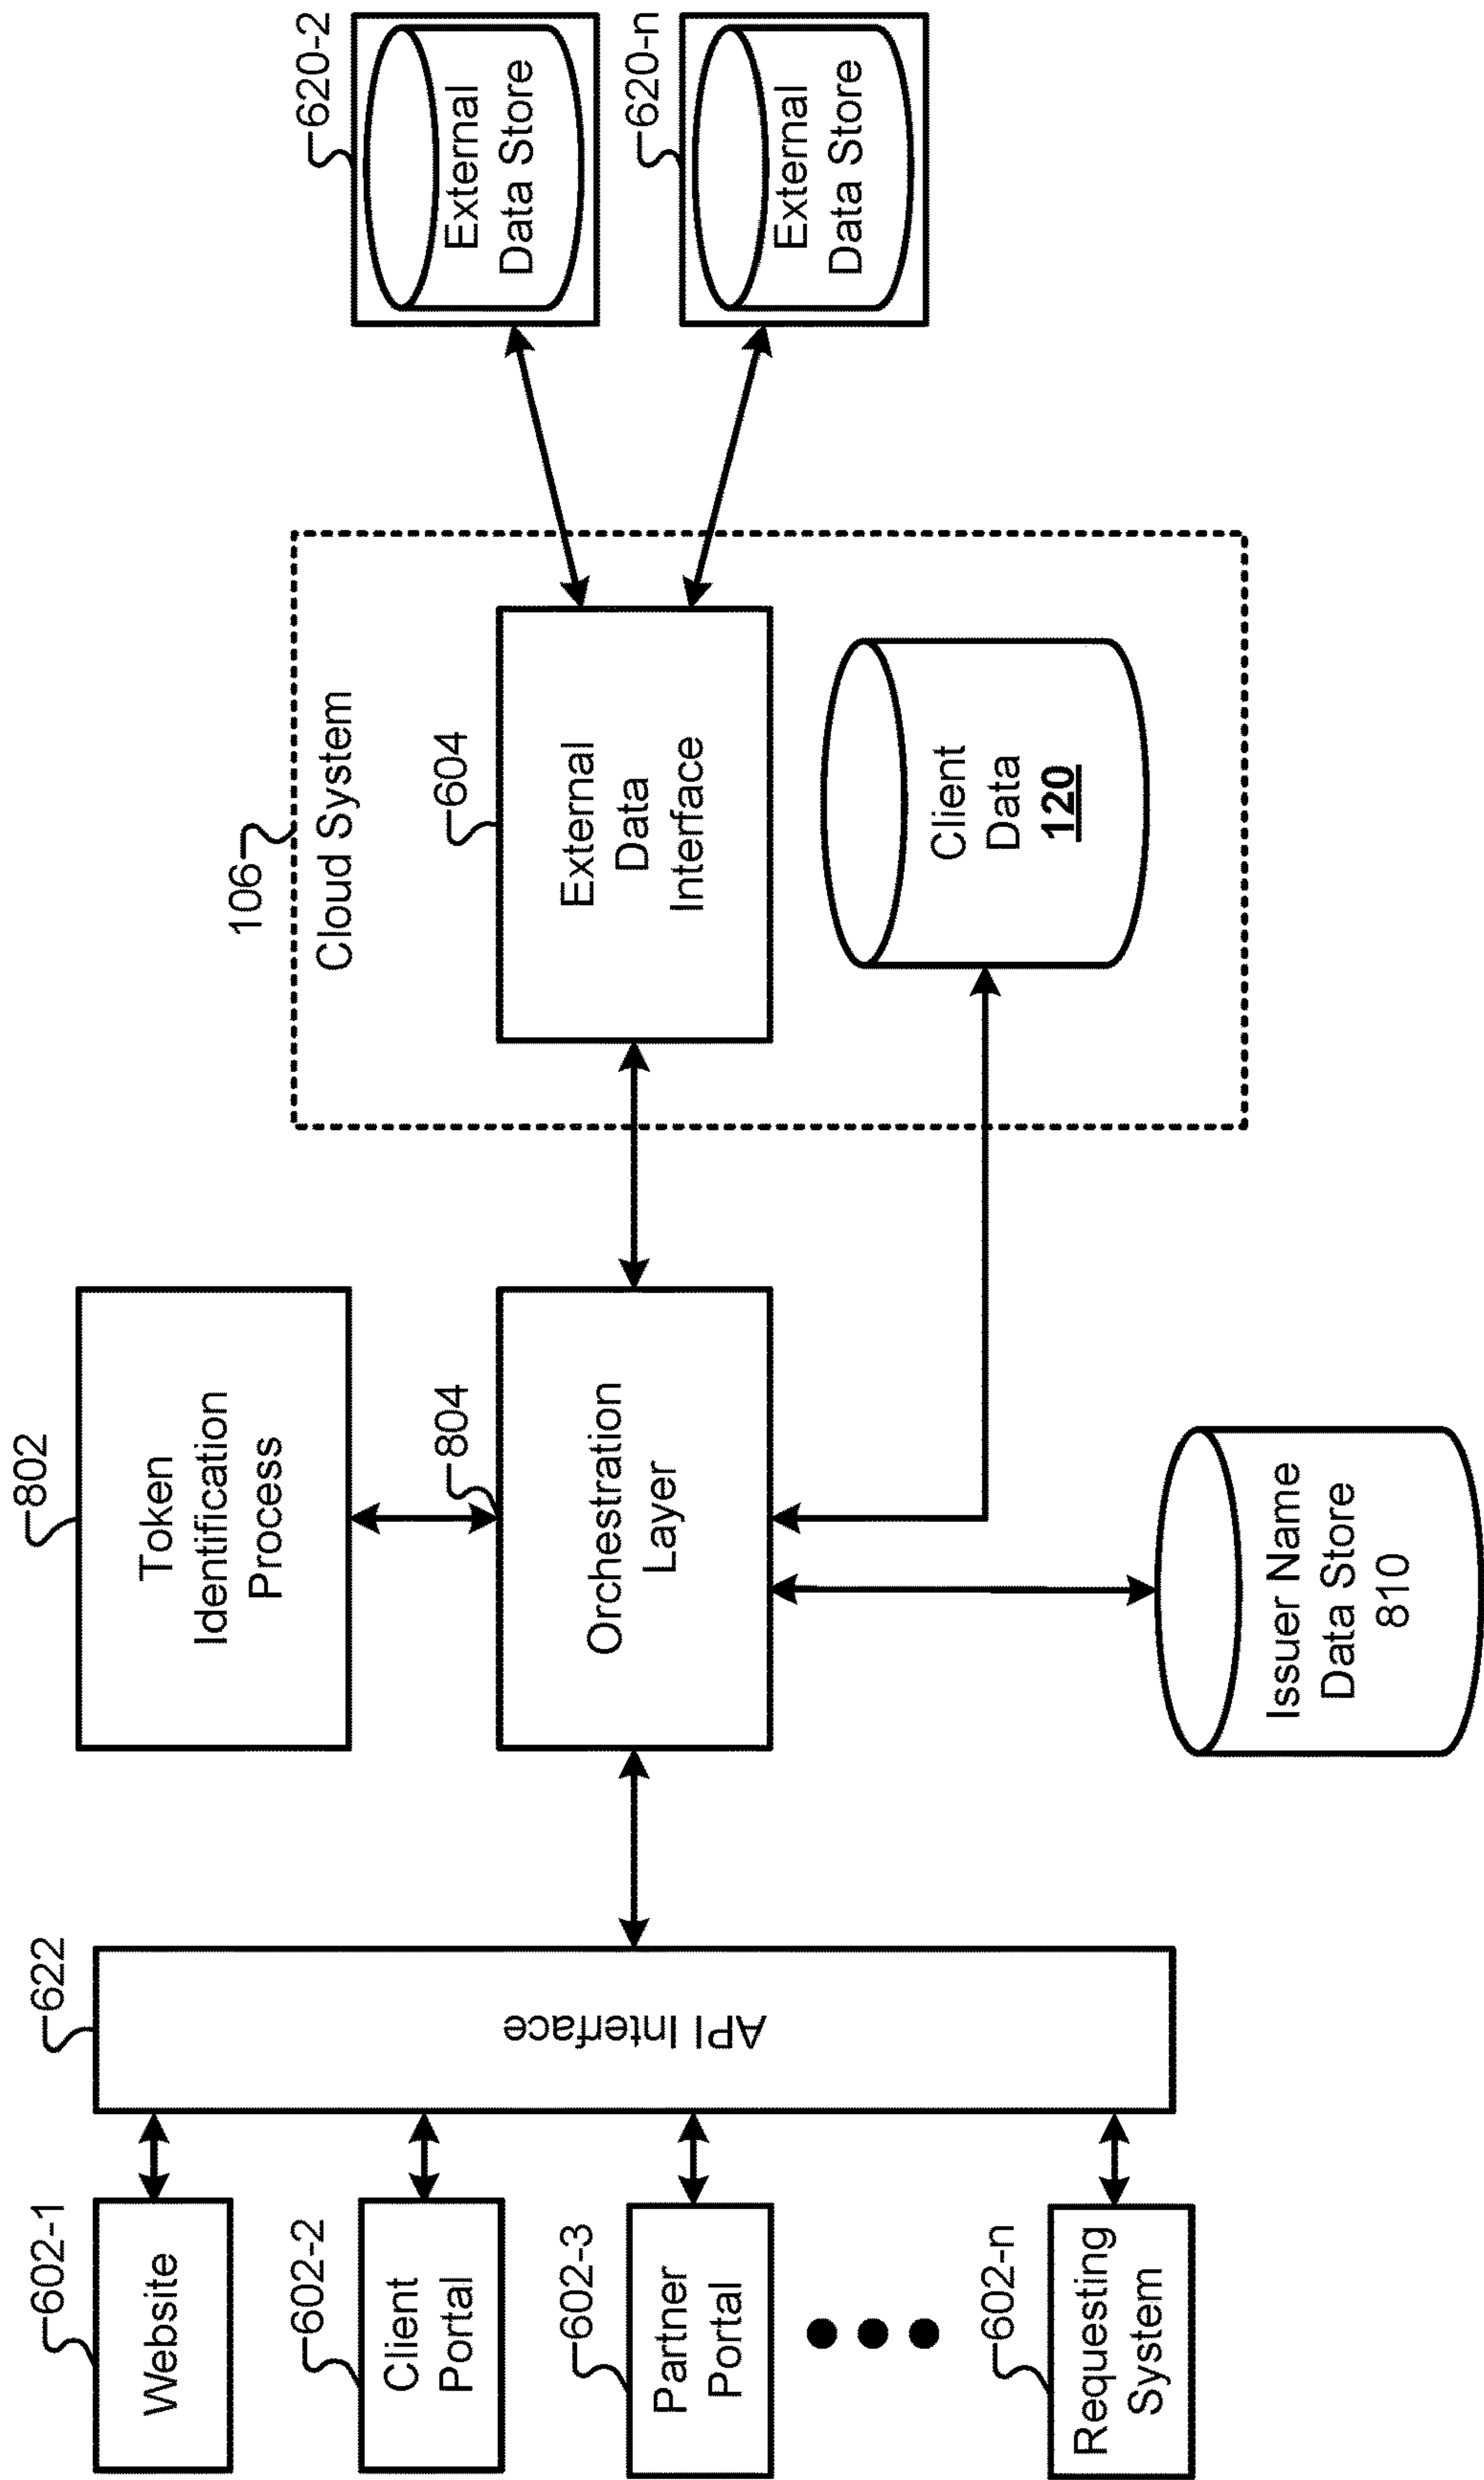 602-1
Website
602-2
Client
Portal
602-3
Partner
Portal
602-n
Requesting
System
622
API Interface
802
Token
Identification
Process
804
Orchestration
Layer
Issuer Name
Data Store
810
106
Cloud System
604
External
Data
Interface
Client
Data
120
620-2
External
Data Store
620-n
External
Data Store